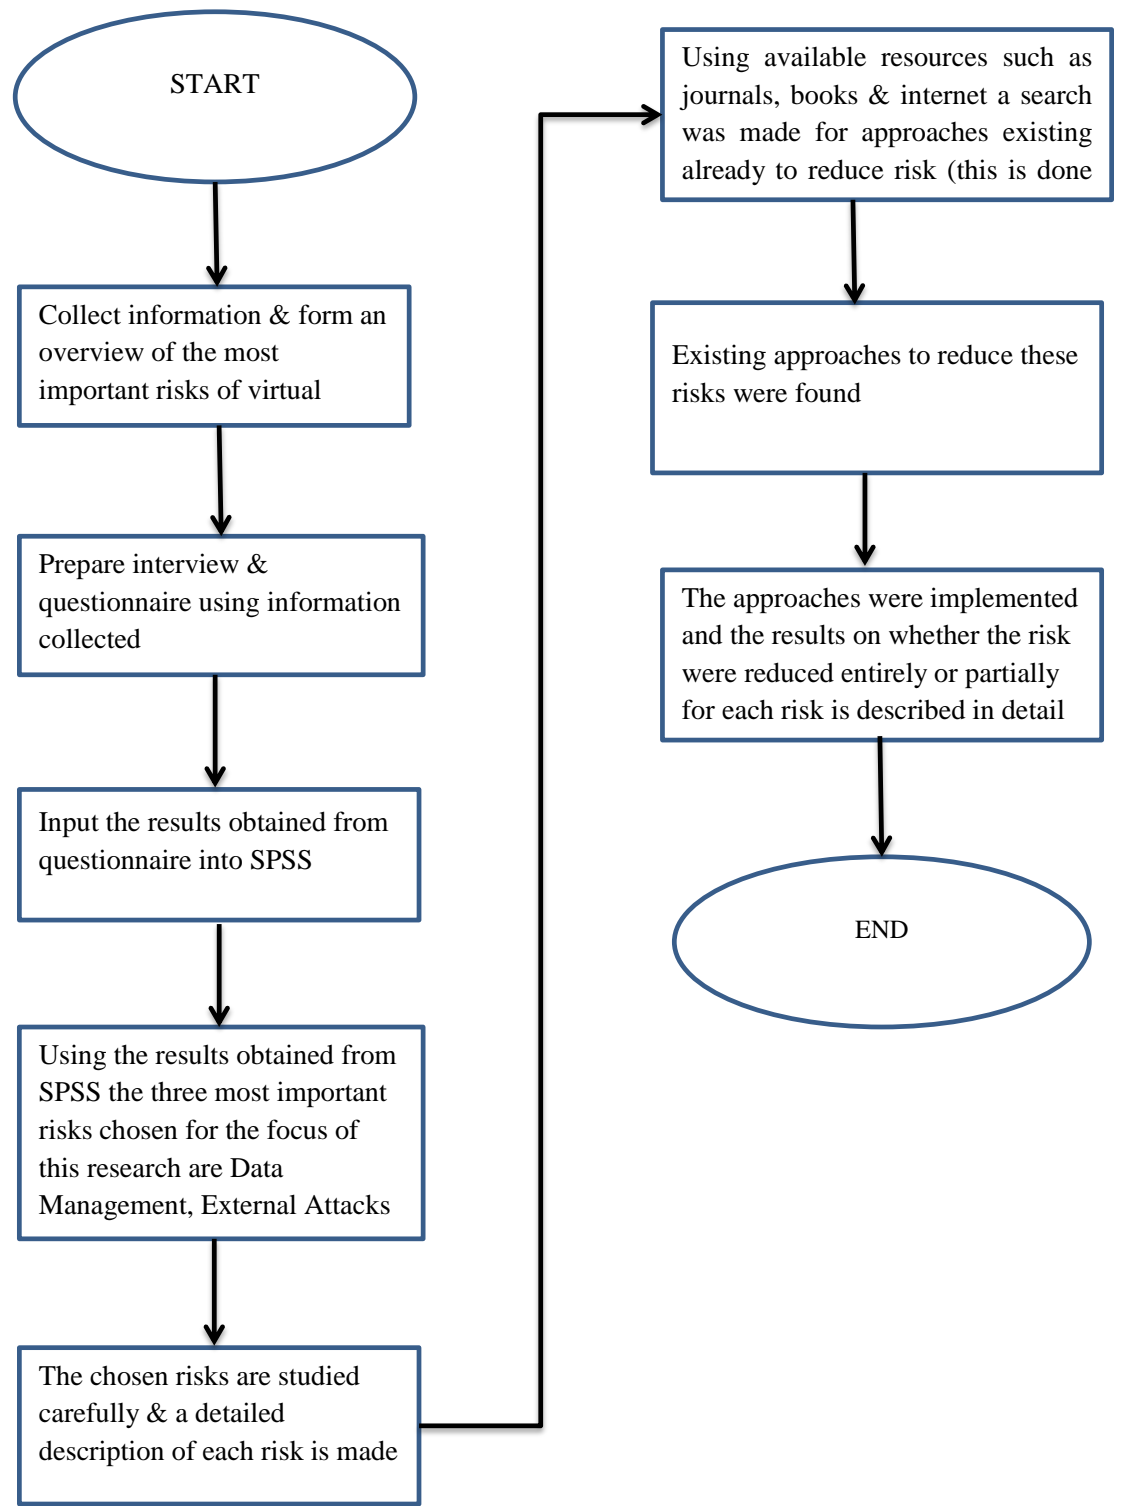 START
Collect information & form an
overview of the most
important risks of virtual
Prepare interview &
questionnaire using information
collected
Input the results obtained from
questionnaire into SPSS
Using the results obtained from
SPSS the three most important
risks chosen for the focus of
this research are Data
Management, External Attacks
The chosen risks are studied
carefully & a detailed
description of each risk is made
Using available resources such as
journals, books & internet a search
was made for approaches existing
already to reduce risk (this is done
Existing approaches to reduce these
risks were found
The approaches were implemented
and the results on whether the risk
were reduced entirely or partially
for each risk is described in detail
END